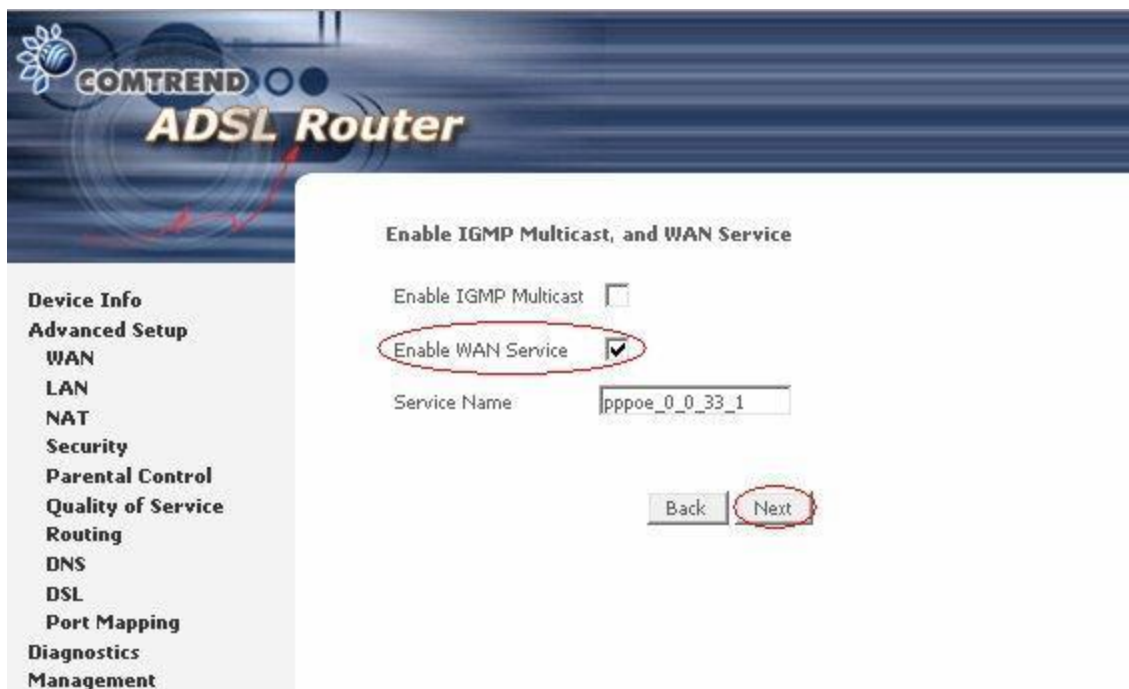 COMTREND
ADSL Router
Device Info
Advanced Setup
WAN
LAN
NAT
Security
Parental Control
Quality of Service
Routing
DNS
DSL
Port Mapping
Diagnostics
Management
Enable IGMP Multicast, and WAN Service
Enable IGMP Multicast
Enable WAN Service
Service Name pppoe_0_0_33_1
Back Next